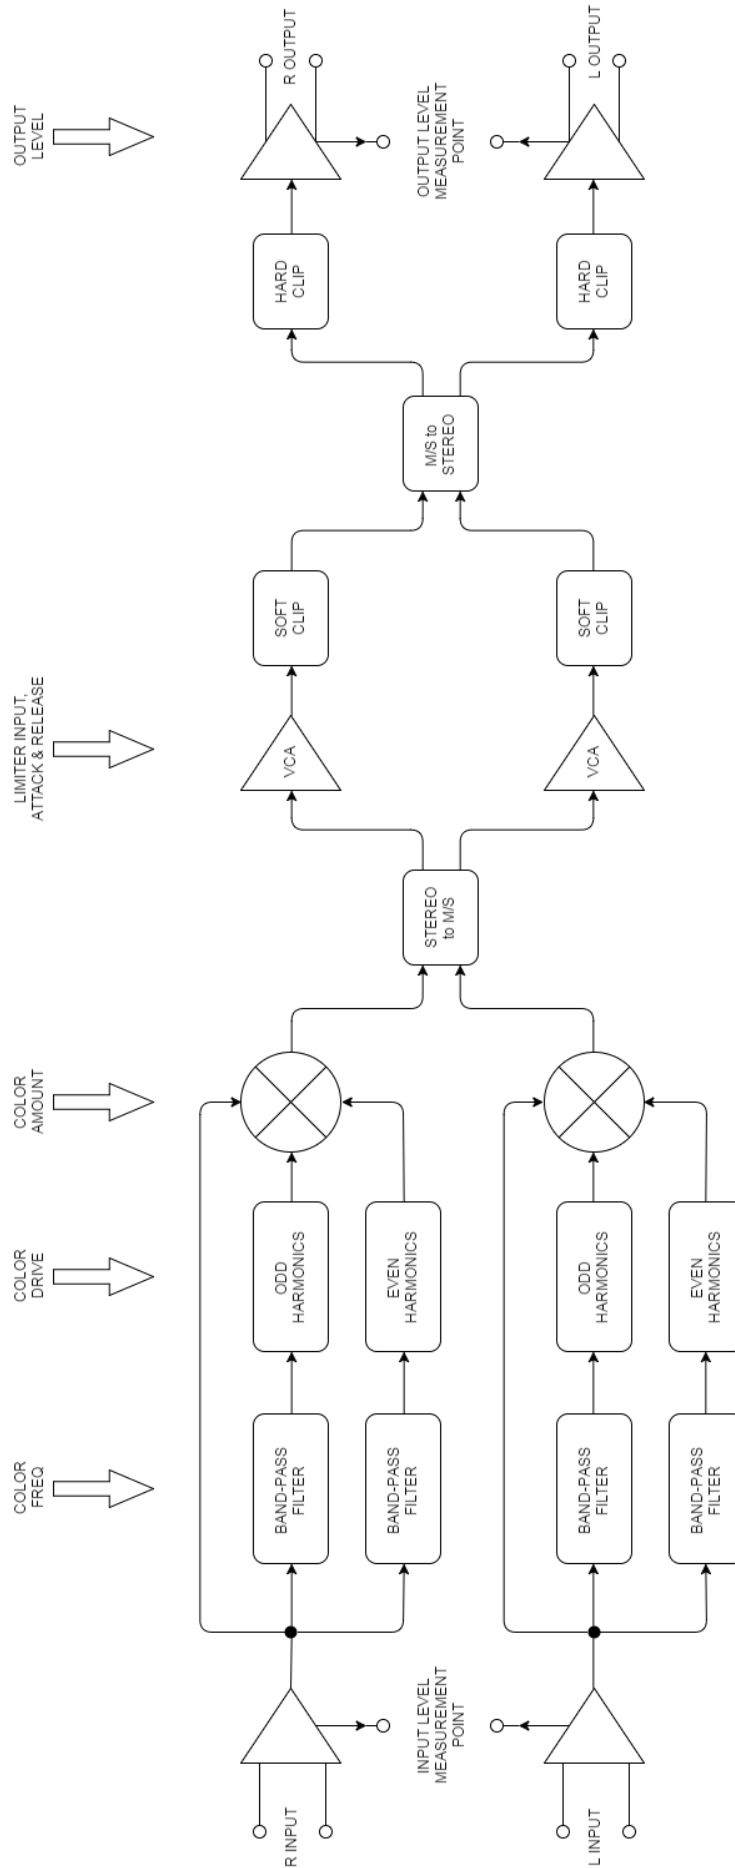 COLOR
FREQ
COLOR
DRIVE
COLOR
AMOUNT
LIMITER INPUT,
ATTACK & RELEASE
OUTPUT
LEVEL
R INPUT
BAND-PASS
FILTER
ODD
HARMONICS
BAND-PASS
FILTER
EVEN
HARMONICS
VCA
SOFT
CLIP
HARD
CLIP
R OUTPUT
INPUT LEVEL
MEASUREMENT
POINT
STEREO
to M/S
M/S to
STEREO
OUTPUT LEVEL
MEASUREMENT
POINT
L INPUT
BAND-PASS
FILTER
ODD
HARMONICS
BAND-PASS
FILTER
EVEN
HARMONICS
VCA
SOFT
CLIP
HARD
CLIP
L OUTPUT